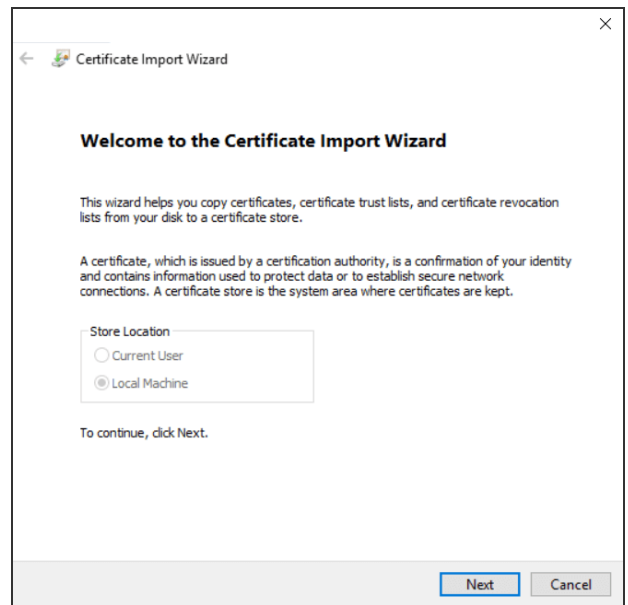 Certificate Import Wizard
Welcome to the Certificate Import Wizard
This wizard helps you copy certificates, certificate trust lists, and certificate revocation
lists from your disk to a certificate store.
A certificate, which is issued by a certification authority, is a confirmation of your identity
and contains information used to protect data or to establish secure network
connections. A certificate store is the system area where certificates are kept.
Store Location
Current User
Local Machine
To continue, click Next.
Next Cancel